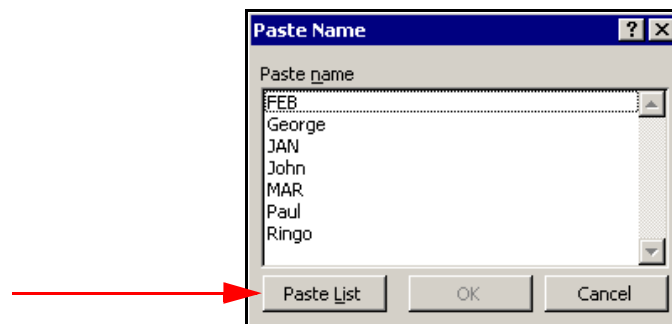 Paste Name
Paste name
FEB
George
JAN
John
MAR
Paul
Ringo
Paste List OK Cancel